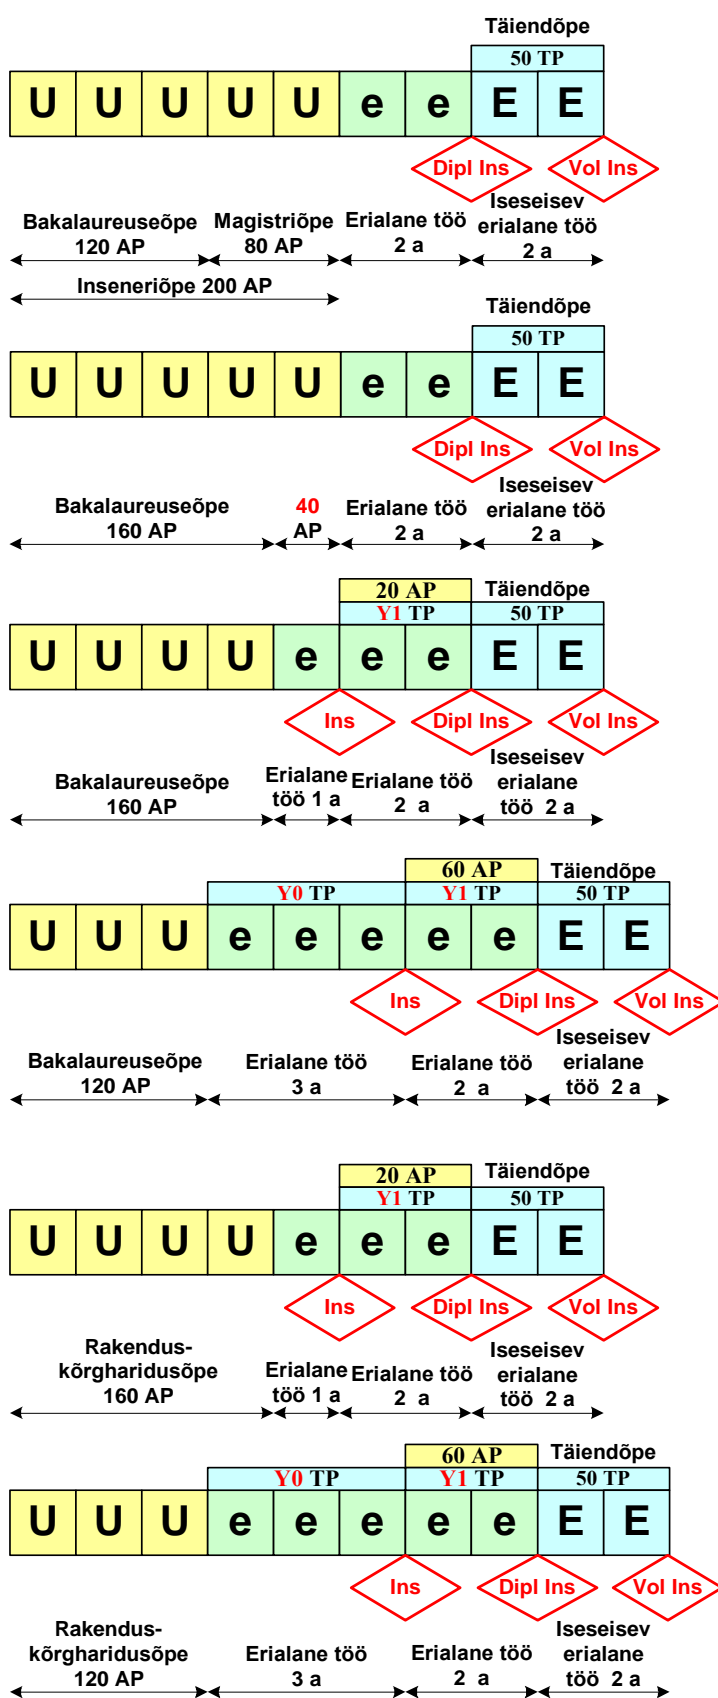 Täiendõpe
50 TP
U U U U U e e E E
Dipl Ins Vol Ins
Bakalaureuseõpe
120 AP
Magistriõpe
80 AP
Erialane töö
2 a
Iseseisev
erialane töö
2 a
Inseneriõpe 200 AP
Täiendõpe
50 TP
U U U U U e e E E
Dipl Ins Vol Ins
Bakalaureuseõpe
160 AP
40
AP
Erialane töö
2 a
Iseseisev
erialane töö
2 a
20 AP Täiendõpe
Y1 TP 50 TP
U U U U e e e E E
Ins Dipl Ins Vol Ins
Bakalaureuseõpe
160 AP
Erialane
töö 1 a
Erialane töö
2 a
Iseseisev
erialane
töö 2 a
60 AP Täiendõpe
Y0 TP Y1 TP 50 TP
U U U e e e e e E E
Ins Dipl Ins Vol Ins
Bakalaureuseõpe
120 AP
Erialane töö
3 a
Erialane töö
2 a
Iseseisev
erialane
töö 2 a
20 AP Täiendõpe
Y1 TP 50 TP
U U U U e e e E E
Ins Dipl Ins Vol Ins
Rakendus-
kõrgharidusõpe
160 AP
Erialane
töö 1 a
Erialane töö
2 a
Iseseisev
erialane
töö 2 a
60 AP Täiendõpe
Y0 TP Y1 TP 50 TP
U U U e e e e e E E
Ins Dipl Ins Vol Ins
Rakendus-
kõrgharidusõpe
120 AP
Erialane töö
3 a
Erialane töö
2 a
Iseseisev
erialane
töö 2 a